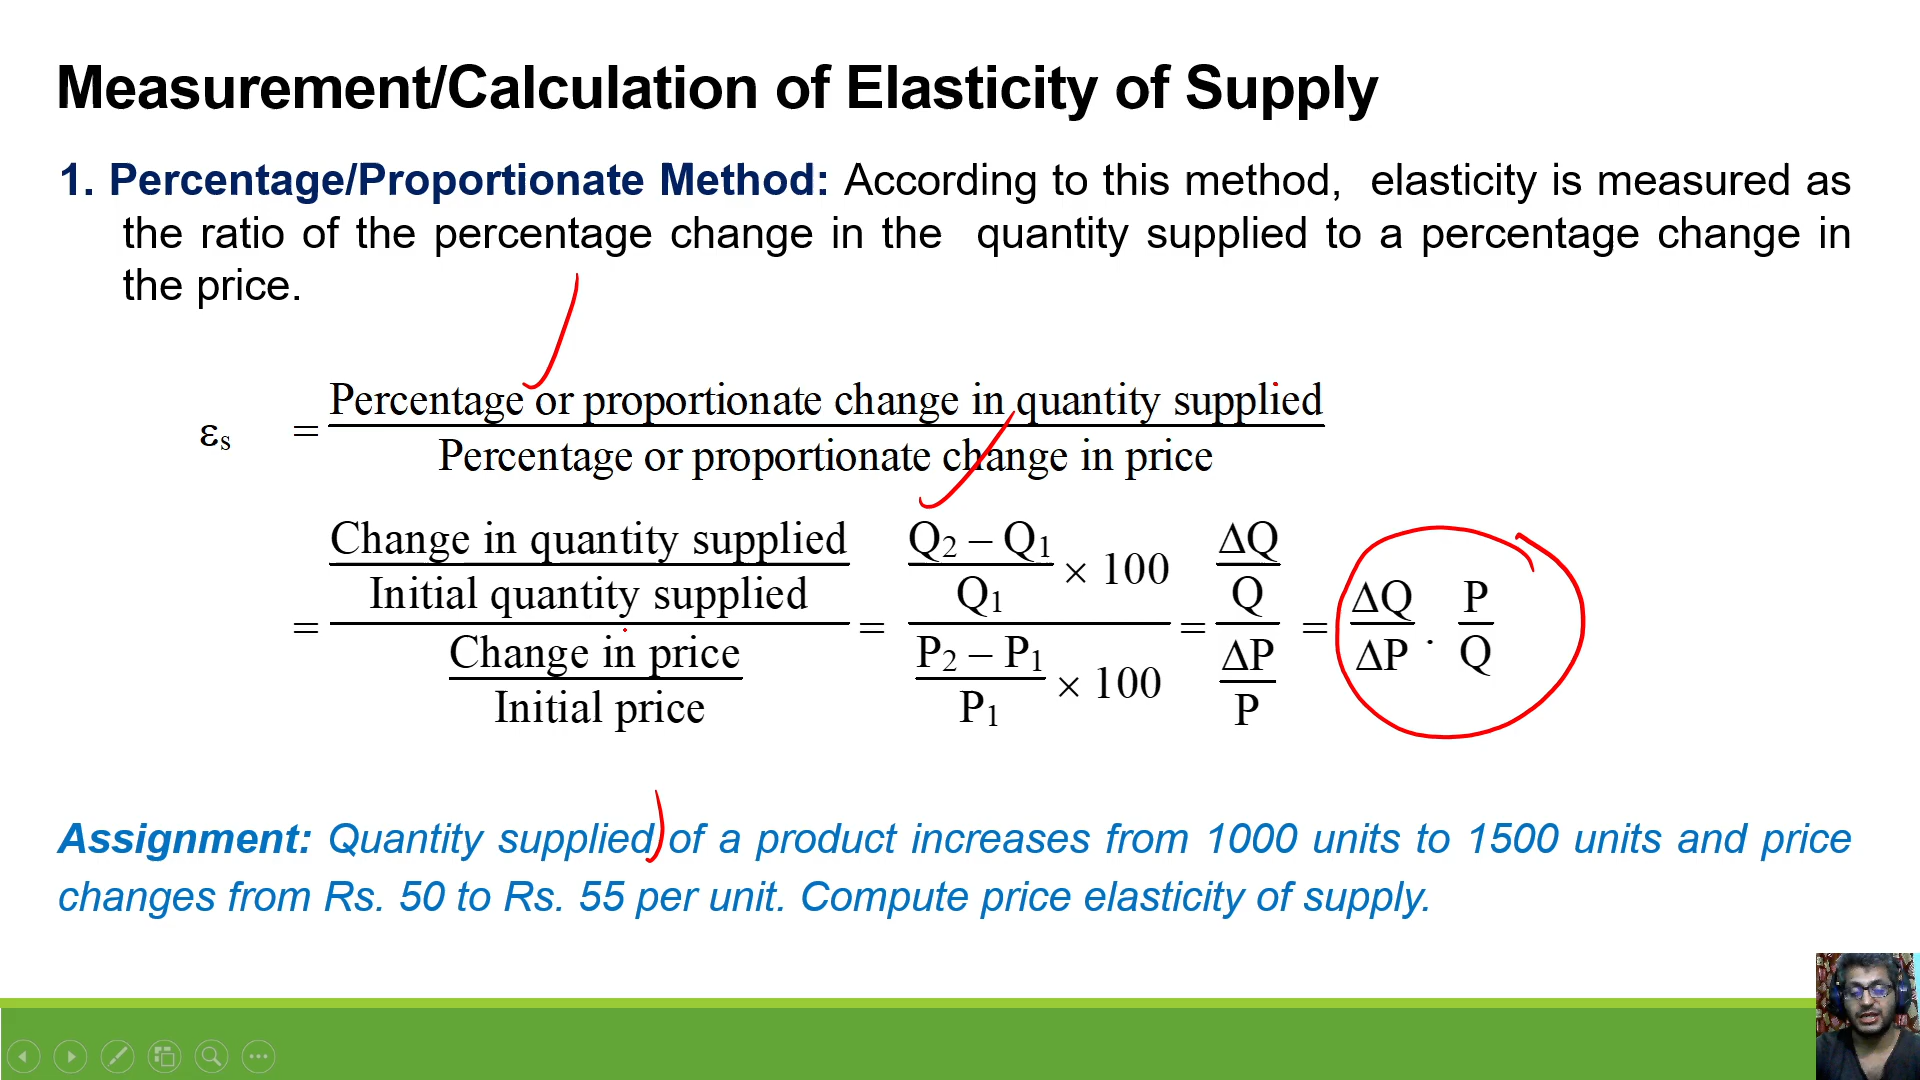 Measurement/Calculation of Elasticity of Supply
1. Percentage/Proportionate Method: According to this method, elasticity is measured as
the ratio of the percentage change in the quantity supplied to a percentage change in
the price.
εs = Percentage or proportionate change in quantity supplied
Percentage or proportionate change in price
= Change in quantity supplied
Initial quantity supplied
Change in price
Initial price
= Q2 – Q1
Q1
× 100
P2 – P1
P1
× 100
= ΔQ
Q
ΔP
P
= ΔQ
ΔP
.
P
Q
Assignment: Quantity supplied of a product increases from 1000 units to 1500 units and price
changes from Rs. 50 to Rs. 55 per unit. Compute price elasticity of supply.